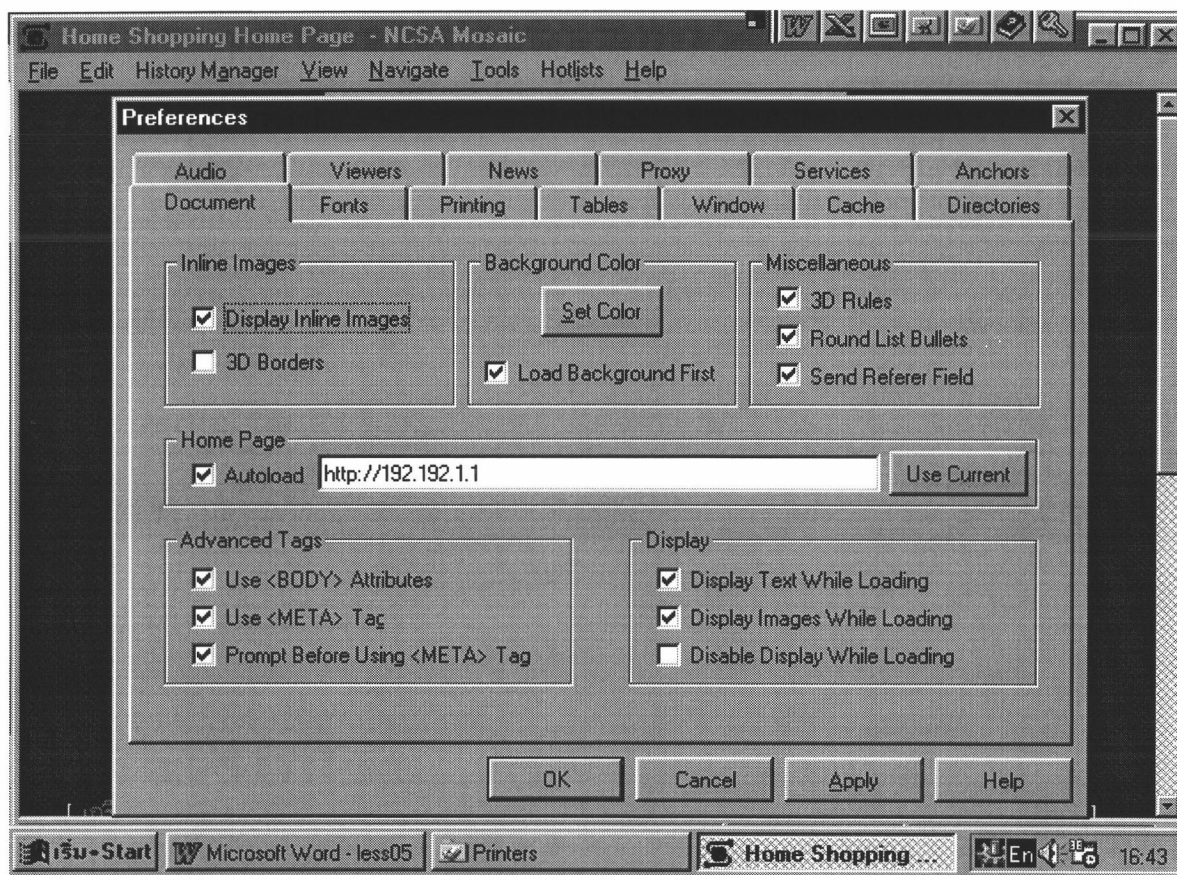 Home Shopping Home Page - NCSA Mosaic
File Edit History Manager View Navigate Tools Hotlists Help
Preferences
Audio Viewers News Proxy Services Anchors
Document Fonts Printing Tables Window Cache Directories
Inline Images Background Color Miscellaneous
Display Inline Images Set Color 3D Rules
3D Borders Load Background First Round List Bullets
Send Referer Field
Home Page
Autoload http://192.192.1.1 Use Current
Advanced Tags Display
Use <BODY> Attributes Display Text While Loading
Use <META> Tag Display Images While Loading
Prompt Before Using <META> Tag Disable Display While Loading
OK Cancel Apply Help
เริ่ม-Start Microsoft Word - less05 Printers Home Shopping ... En 16:43